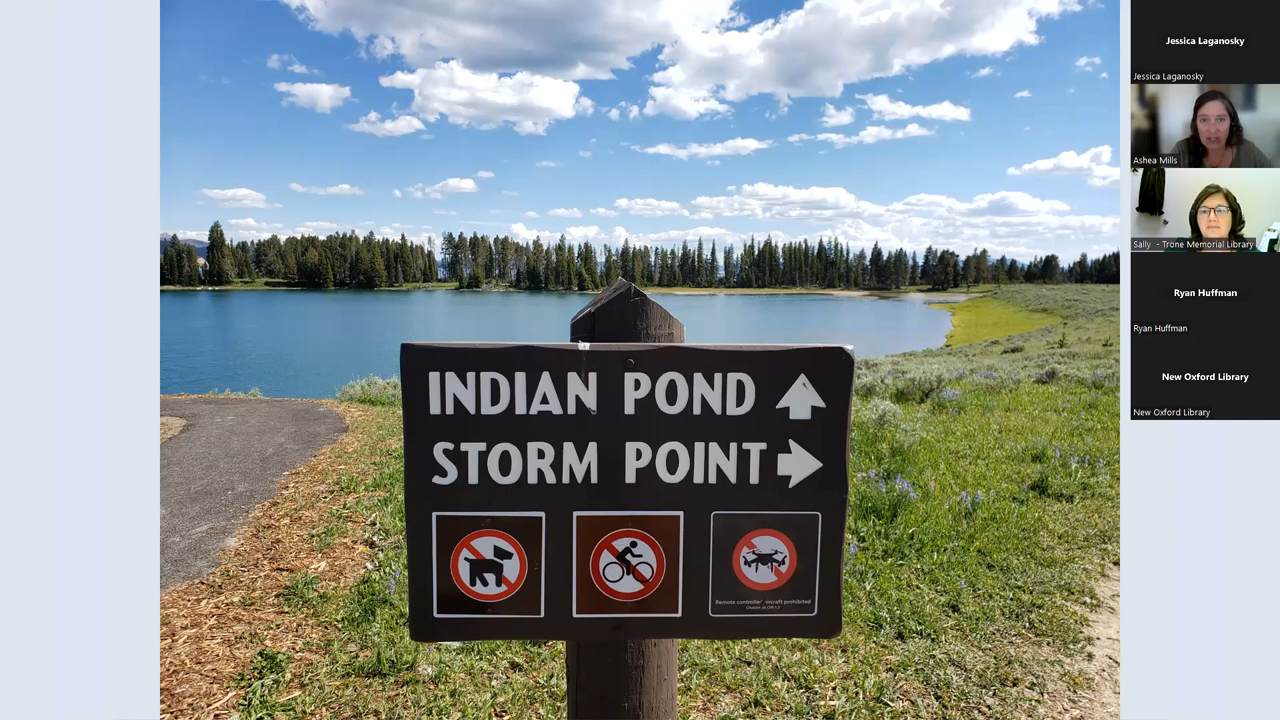 INDIAN POND
STORM POINT
Remote controller aircraft prohibited
Jessica Laganosky
Jessica Laganosky
Ashea Mills
Sally - Trone Memorial Library
Ryan Huffman
Ryan Huffman
New Oxford Library
New Oxford Library